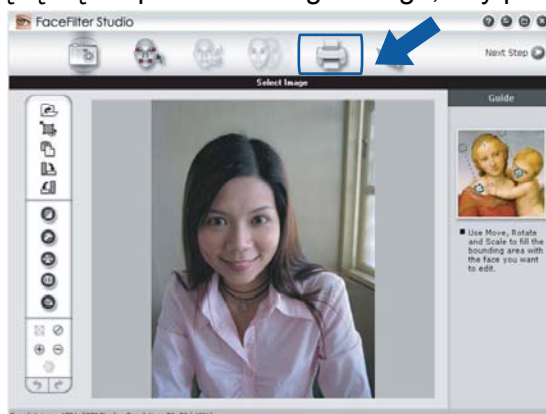 FaceFilter Studio
Next Step
Select Image
Guide
Use Move, Rotate
and Scale to fill the
bounding area with
the face you want
to edit.